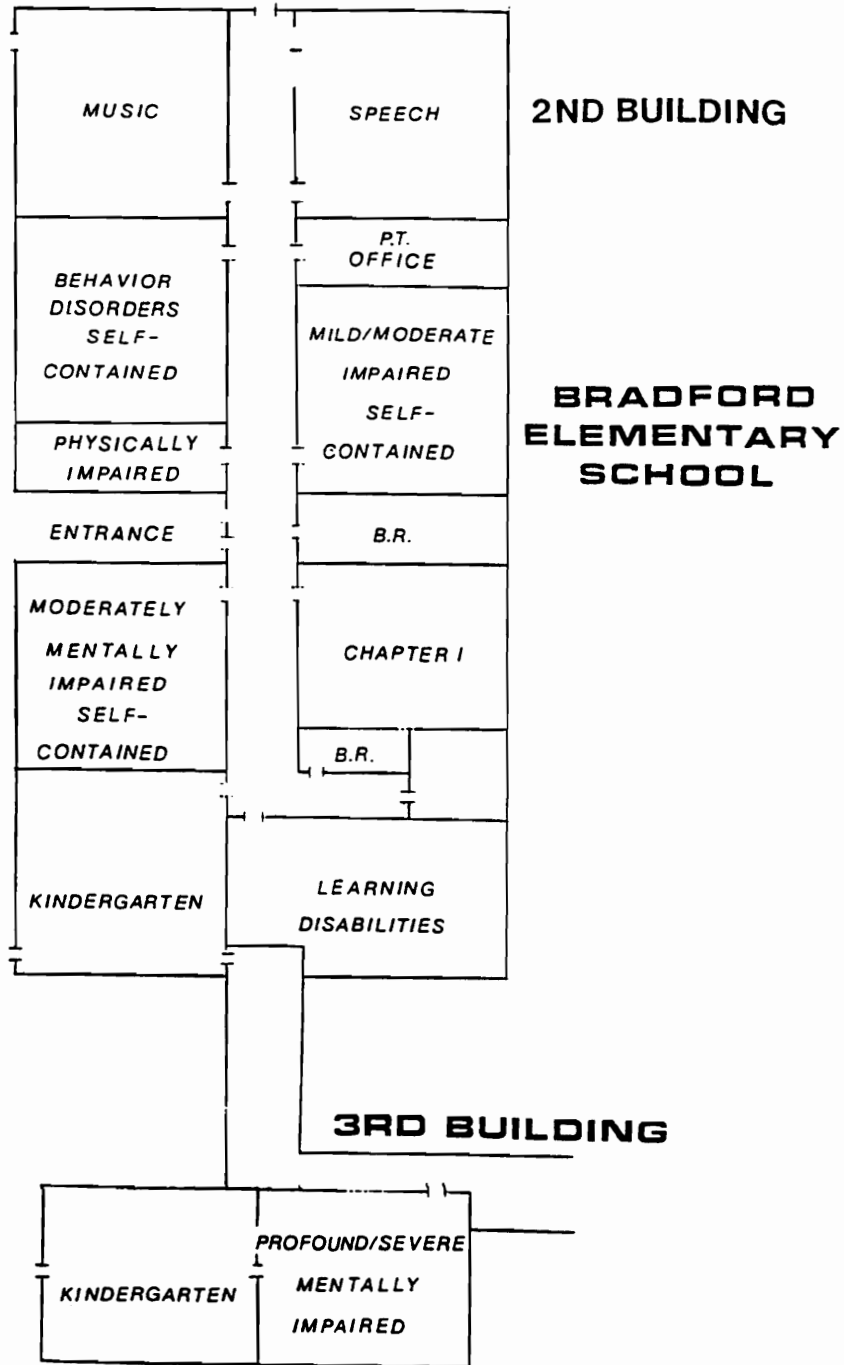 MUSIC
SPEECH
2ND BUILDING
P.T.
OFFICE
BEHAVIOR
DISORDERS
SELF-
CONTAINED
MILD/MODERATE
IMPAIRED
SELF-
CONTAINED
BRADFORD
ELEMENTARY
SCHOOL
PHYSICALLY
IMPAIRED
ENTRANCE
B.R.
MODERATELY
MENTALLY
IMPAIRED
SELF-
CONTAINED
CHAPTER I
B.R.
KINDERGARTEN
LEARNING
DISABILITIES
3RD BUILDING
KINDERGARTEN
PROFOUND/SEVERE
MENTALLY
IMPAIRED